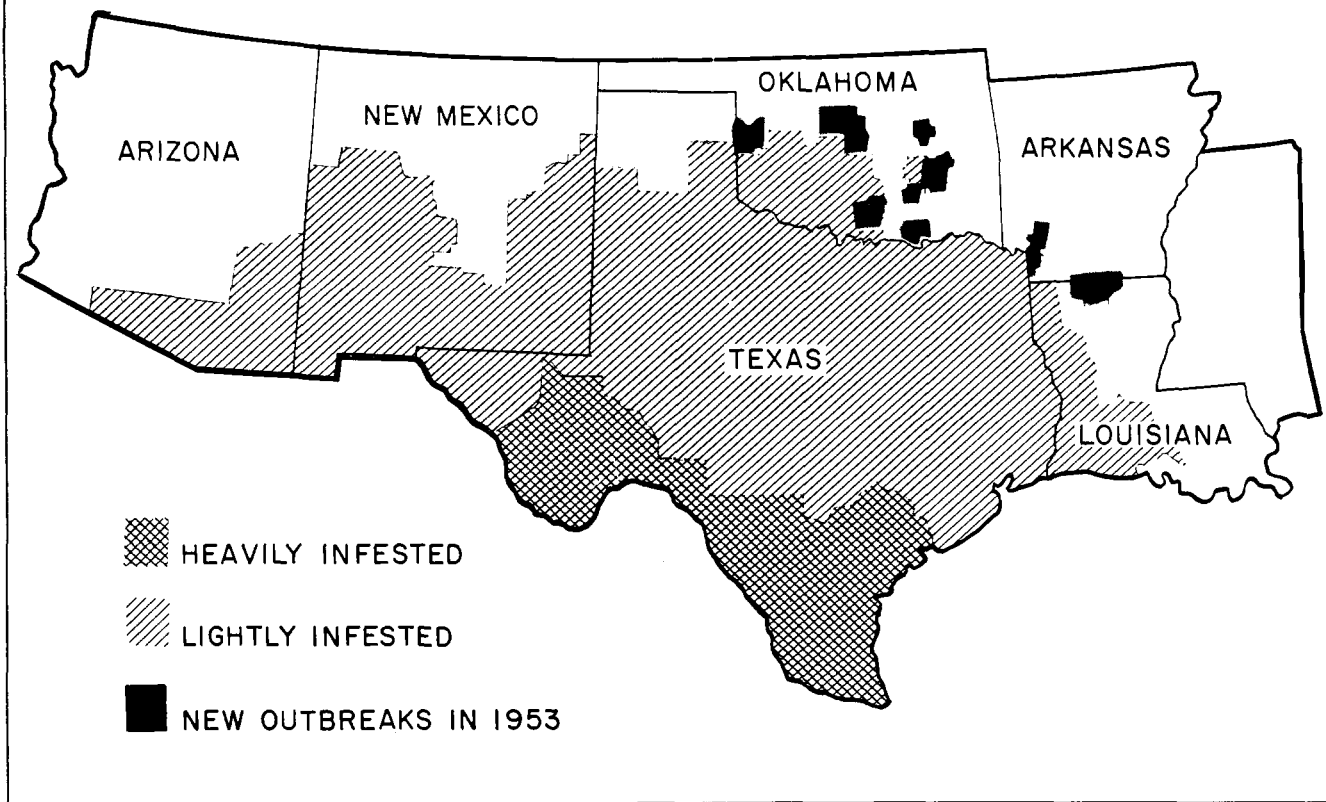 OKLAHOMA
NEW MEXICO
ARIZONA
ARKANSAS
TEXAS
LOUISIANA
HEAVILY INFESTED
LIGHTLY INFESTED
NEW OUTBREAKS IN 1953